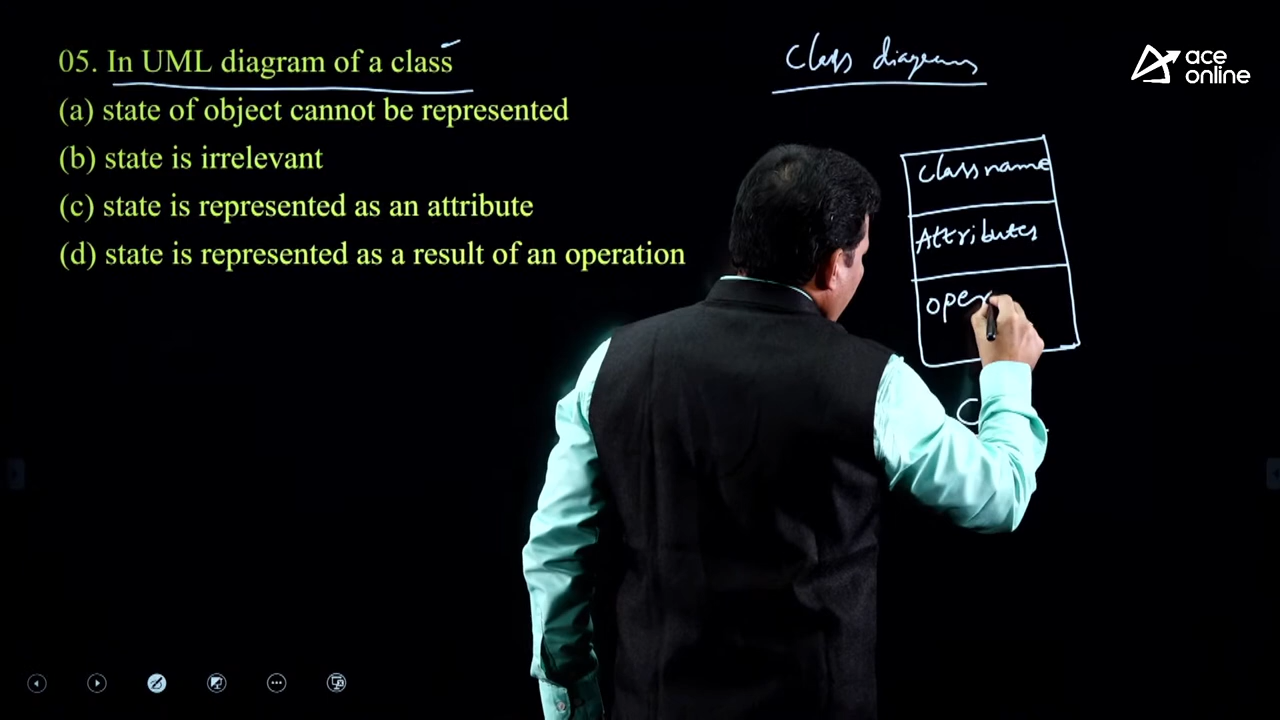 05. In UML diagram of a class
(a) state of object cannot be represented
(b) state is irrelevant
(c) state is represented as an attribute
(d) state is represented as a result of an operation
Class diagrams
ace
online
Classname
Attributes
oper